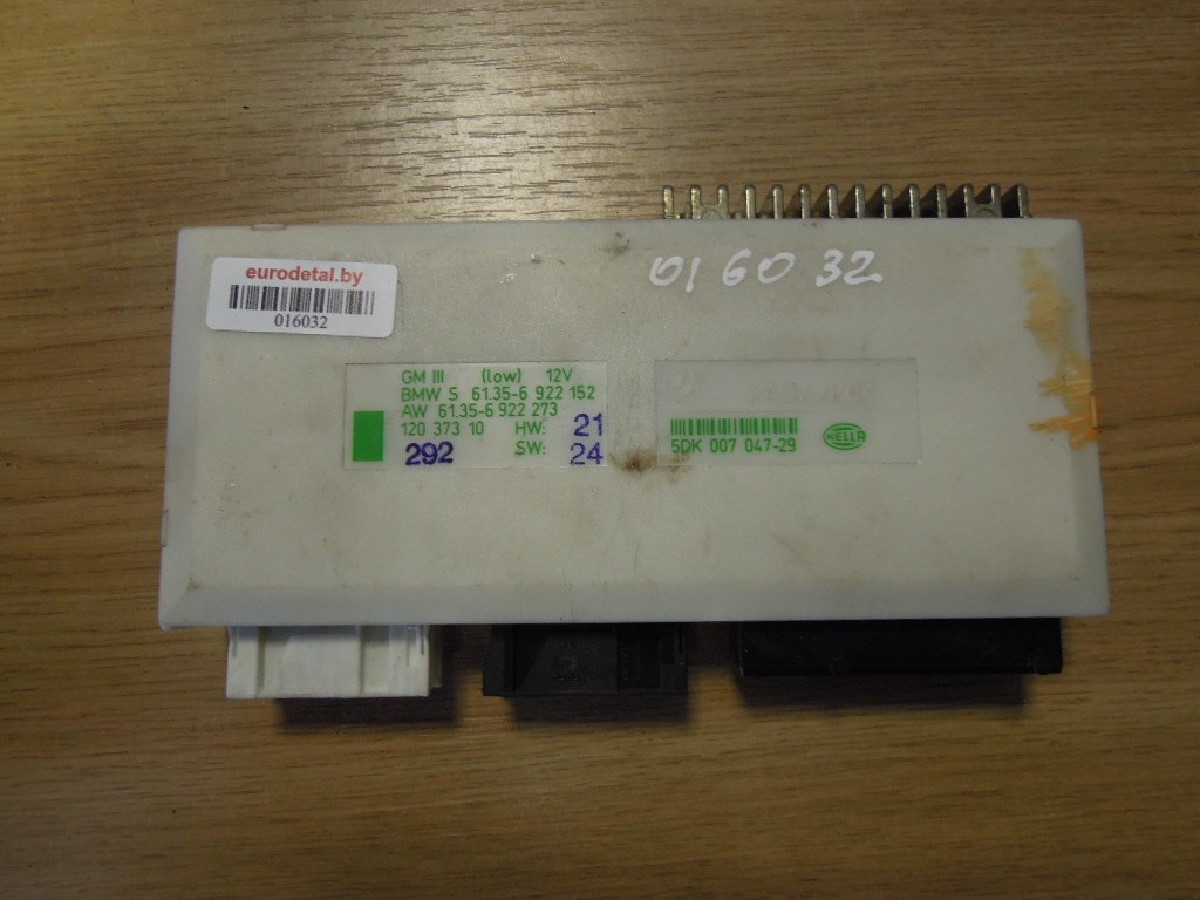 eurodetal.by
016032
01 60 32
GM III (low) 12V
BMW S 61.35-6 922 152
AW 61.35-6 922 273
120 373 10 HW: 21
292 SW: 24
5DK 007 047-29
HELLA